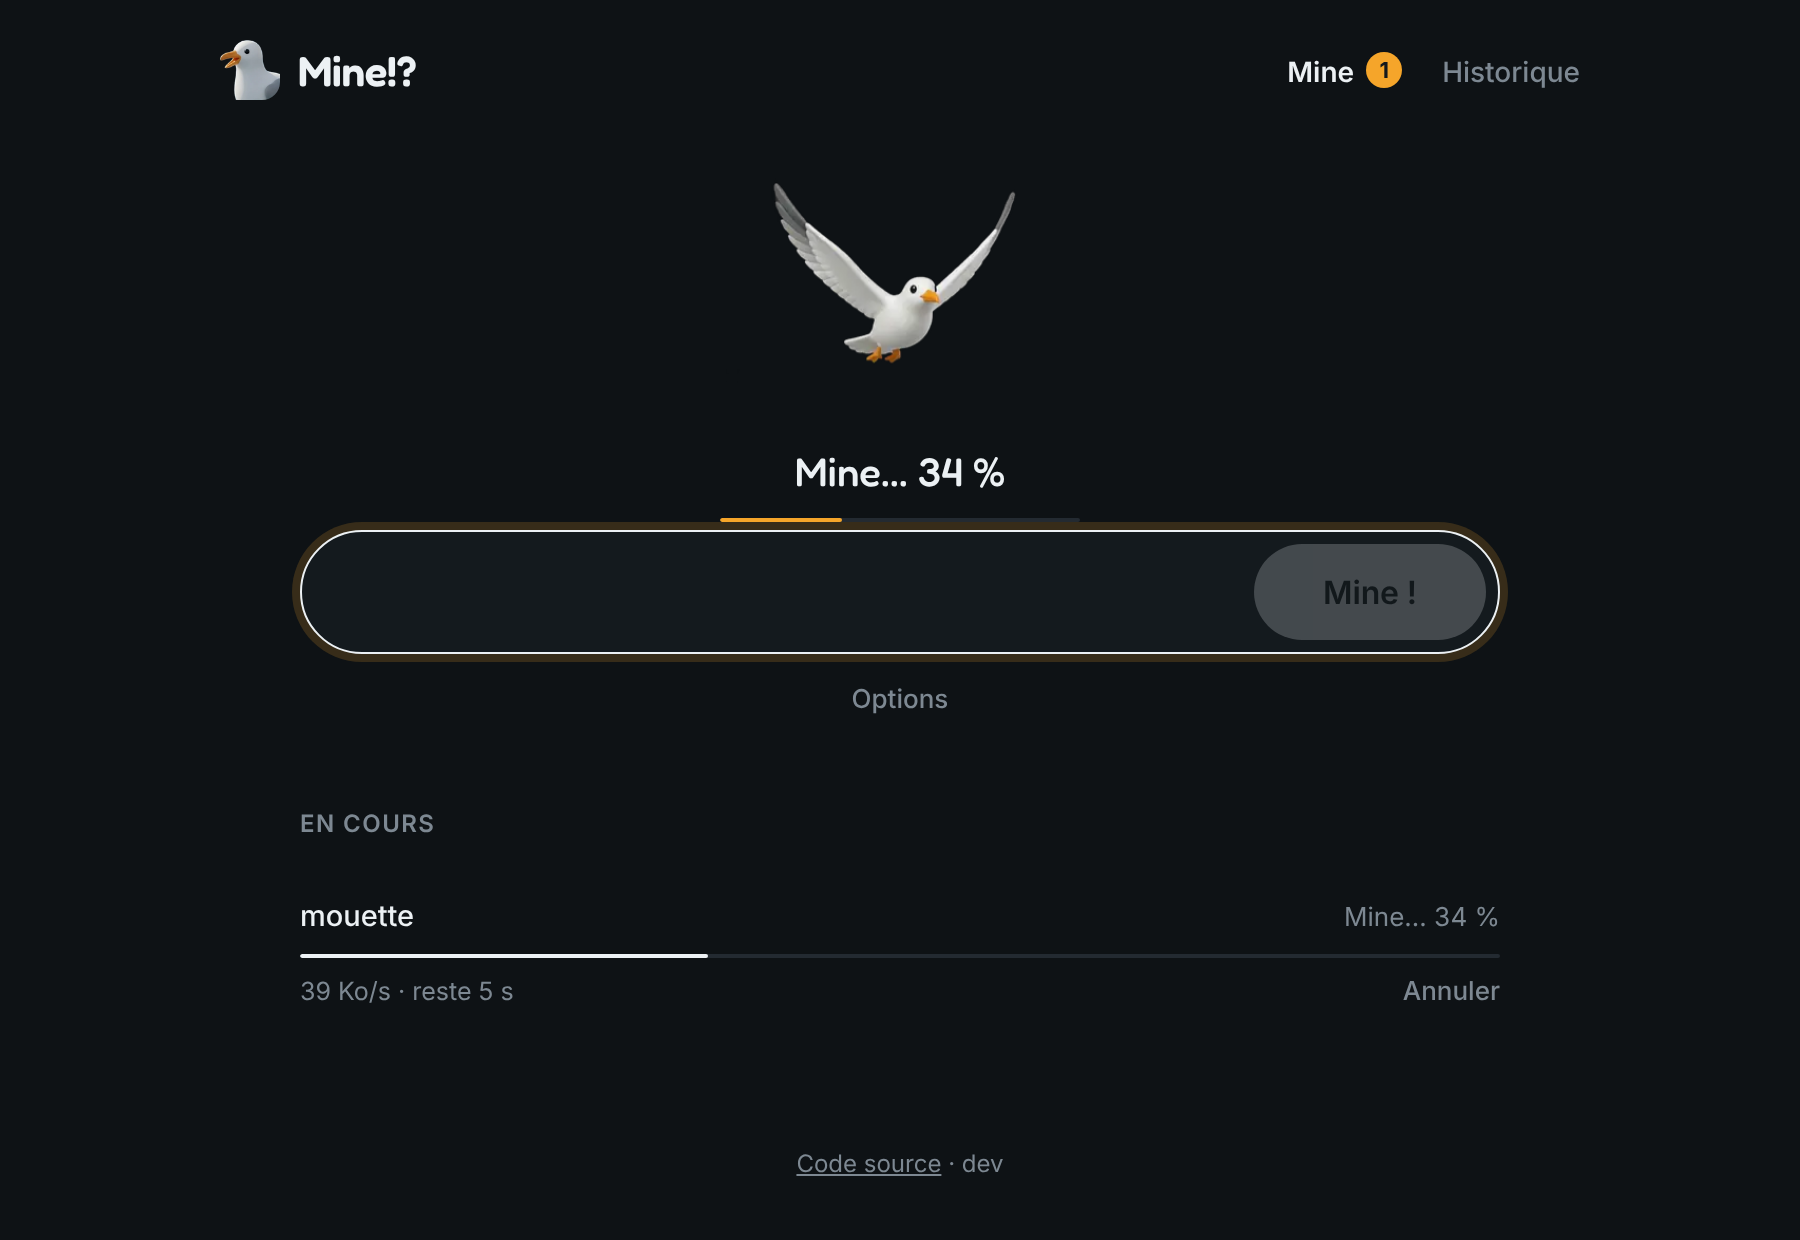 Mine!?
Mine 1 Historique
Mine... 34 %
Mine !
Options
EN COURS
mouette Mine... 34 %
39 Ko/s · reste 5 s Annuler
Code source · dev